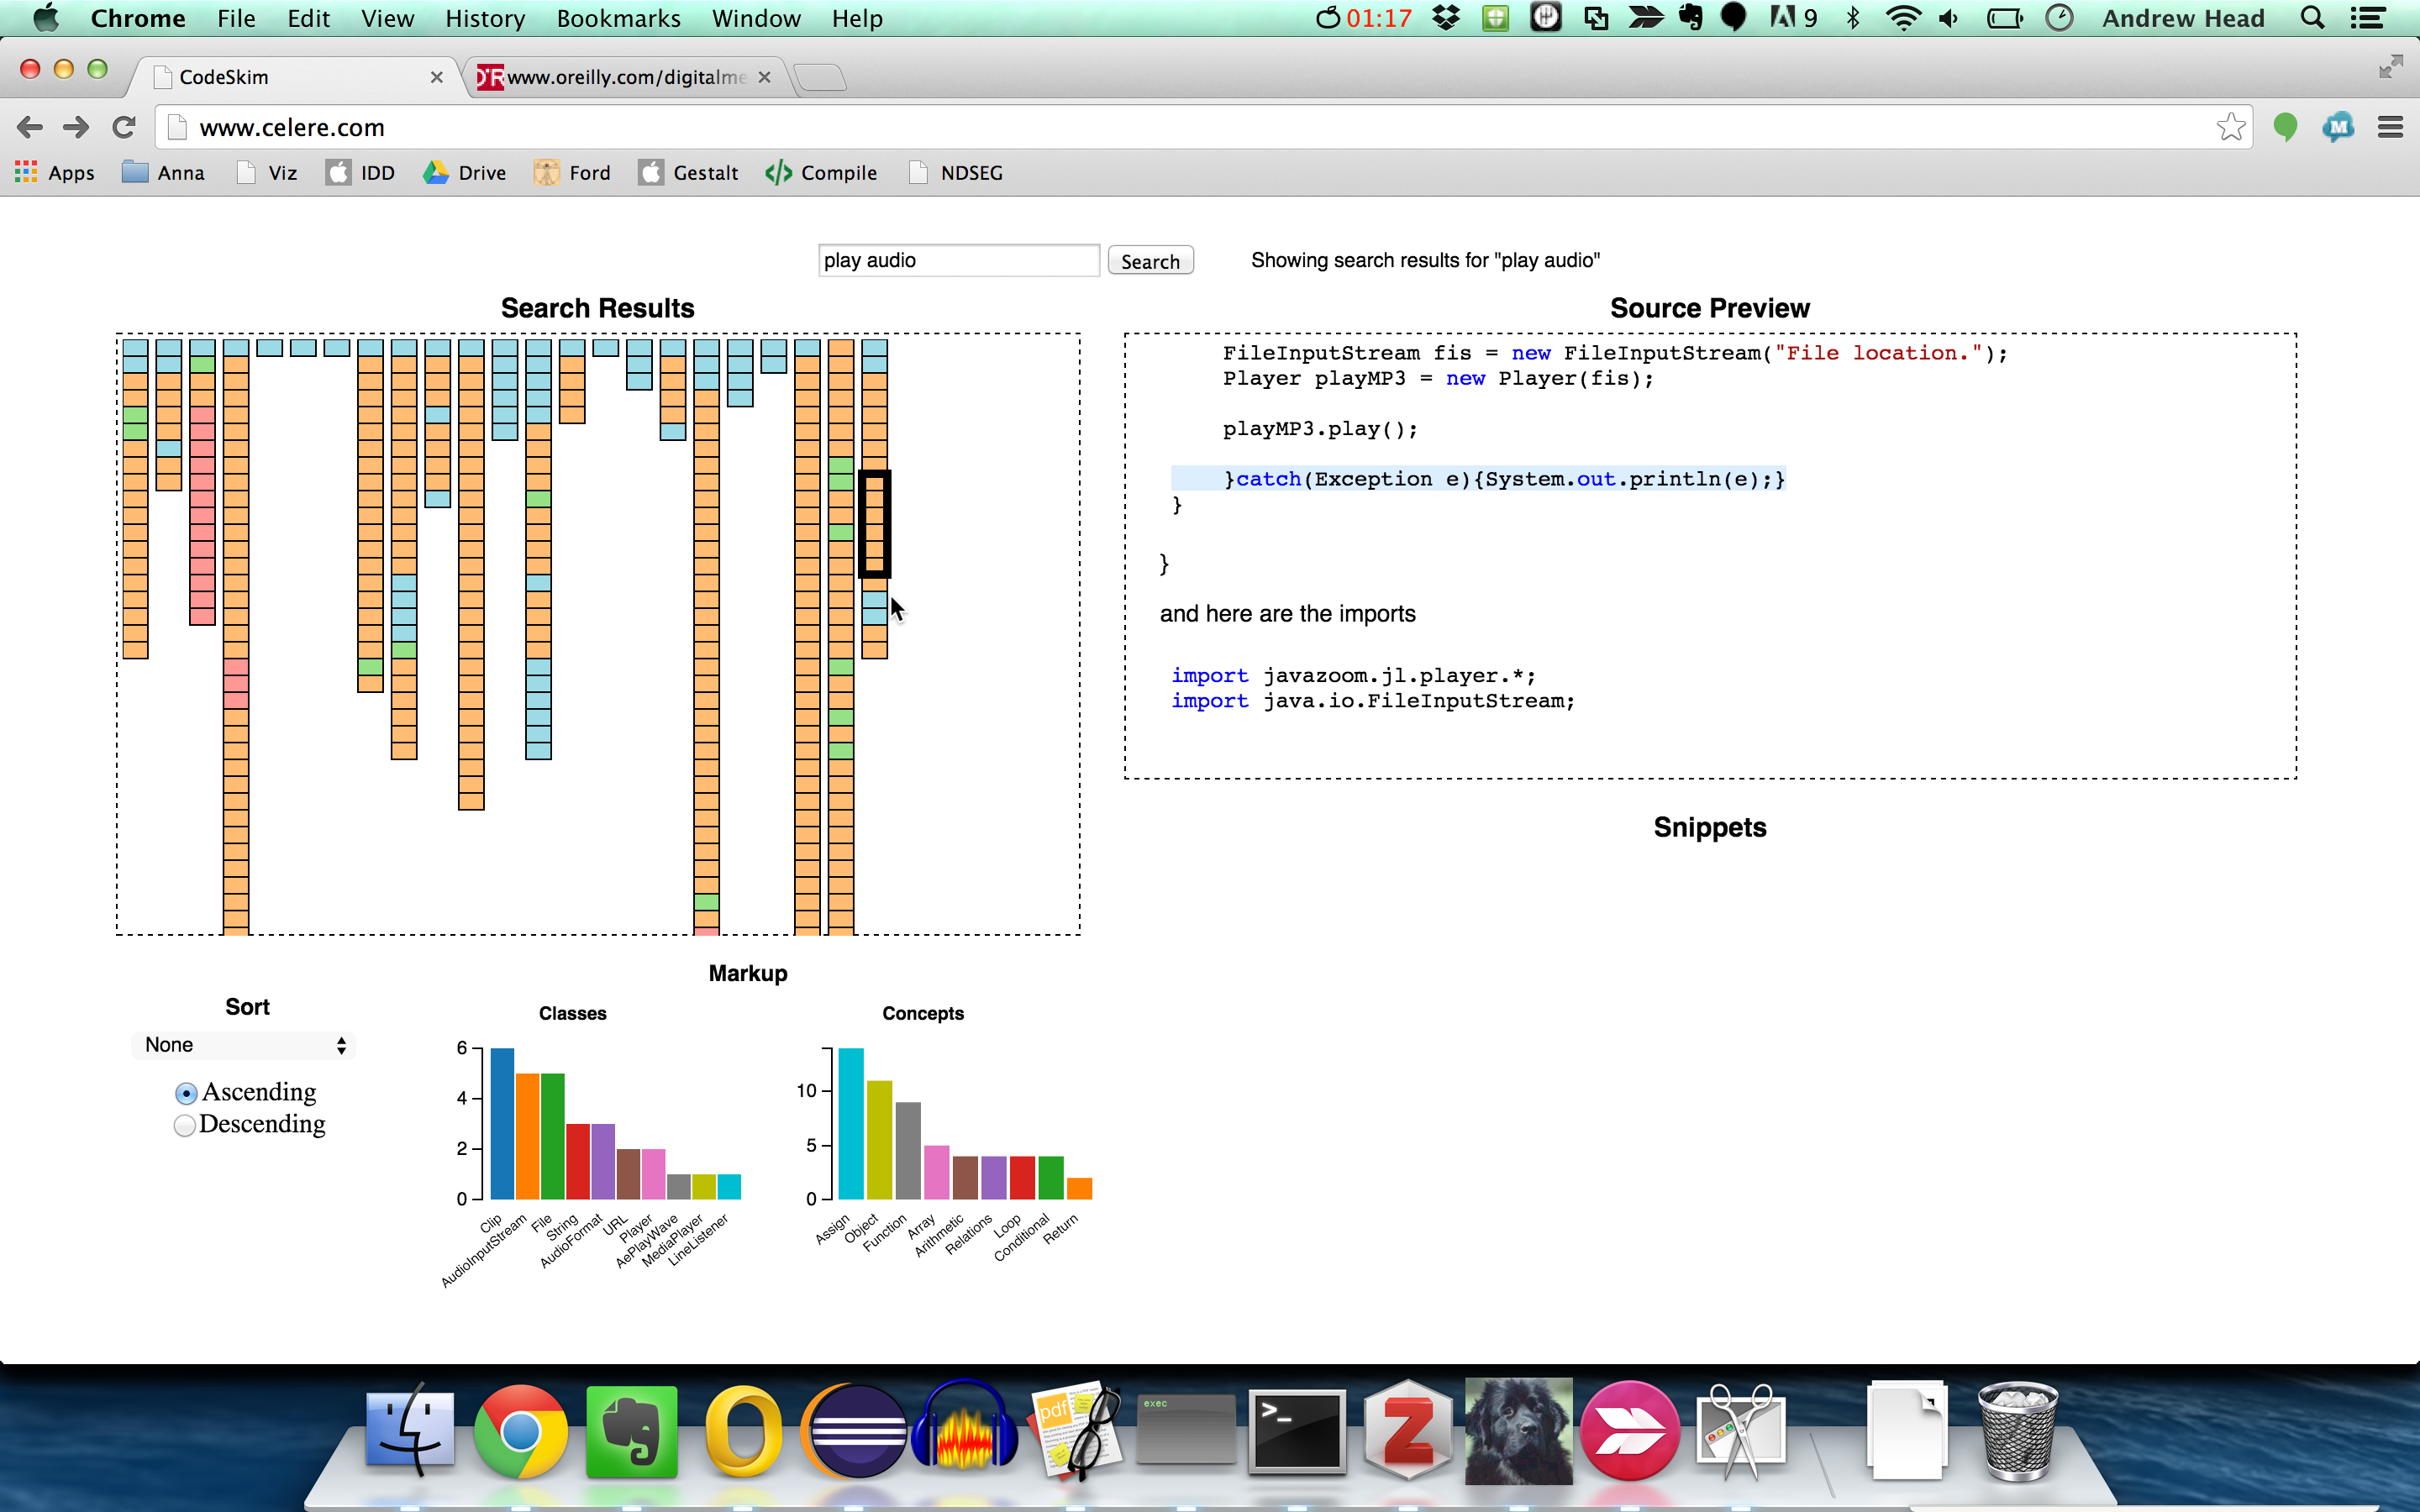 Chrome File Edit View History Bookmarks Window Help 01:17 9 Andrew Head
CodeSkim www.oreilly.com/digitalme
www.celere.com
Apps Anna Viz IDD Drive Ford Gestalt Compile NDSEG
play audio Search Showing search results for "play audio"
Search Results
Source Preview
FileInputStream fis = new FileInputStream("File location.");
Player playMP3 = new Player(fis);
playMP3.play();
}catch(Exception e){System.out.println(e);}
}
}
and here are the imports
import javazoom.jl.player.*;
import java.io.FileInputStream;
Snippets
Markup
Sort
None
Ascending
Descending
Classes
6
4
2
0
Clip
AudioInputStream
File
String
AudioFormat
URL
Player
AePlayWave
MediaPlayer
LineListener
Concepts
10
5
0
Assign
Object
Function
Array
Arithmetic
Relations
Loop
Conditional
Return
pdf
exec
>_
Z